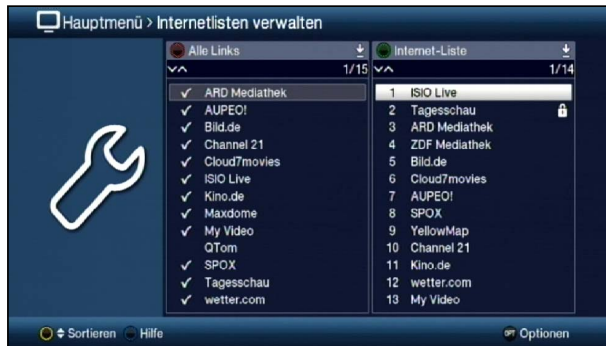 Hauptmenü > Internetlisten verwalten
Alle Links
1/15
✓ ARD Mediathek
✓ AUPEO!
✓ Bild.de
✓ Channel 21
✓ Cloud7movies
✓ ISIO Live
✓ Kino.de
✓ Maxdome
✓ My Video
QTom
✓ SPOX
✓ Tagesschau
✓ wetter.com
Internet-Liste
1/14
1 ISIO Live
2 Tagesschau
3 ARD Mediathek
4 ZDF Mediathek
5 Bild.de
6 Cloud7movies
7 AUPEO!
8 SPOX
9 YellowMap
10 Channel 21
11 Kino.de
12 wetter.com
13 My Video
Sortieren Hilfe
OPT Optionen